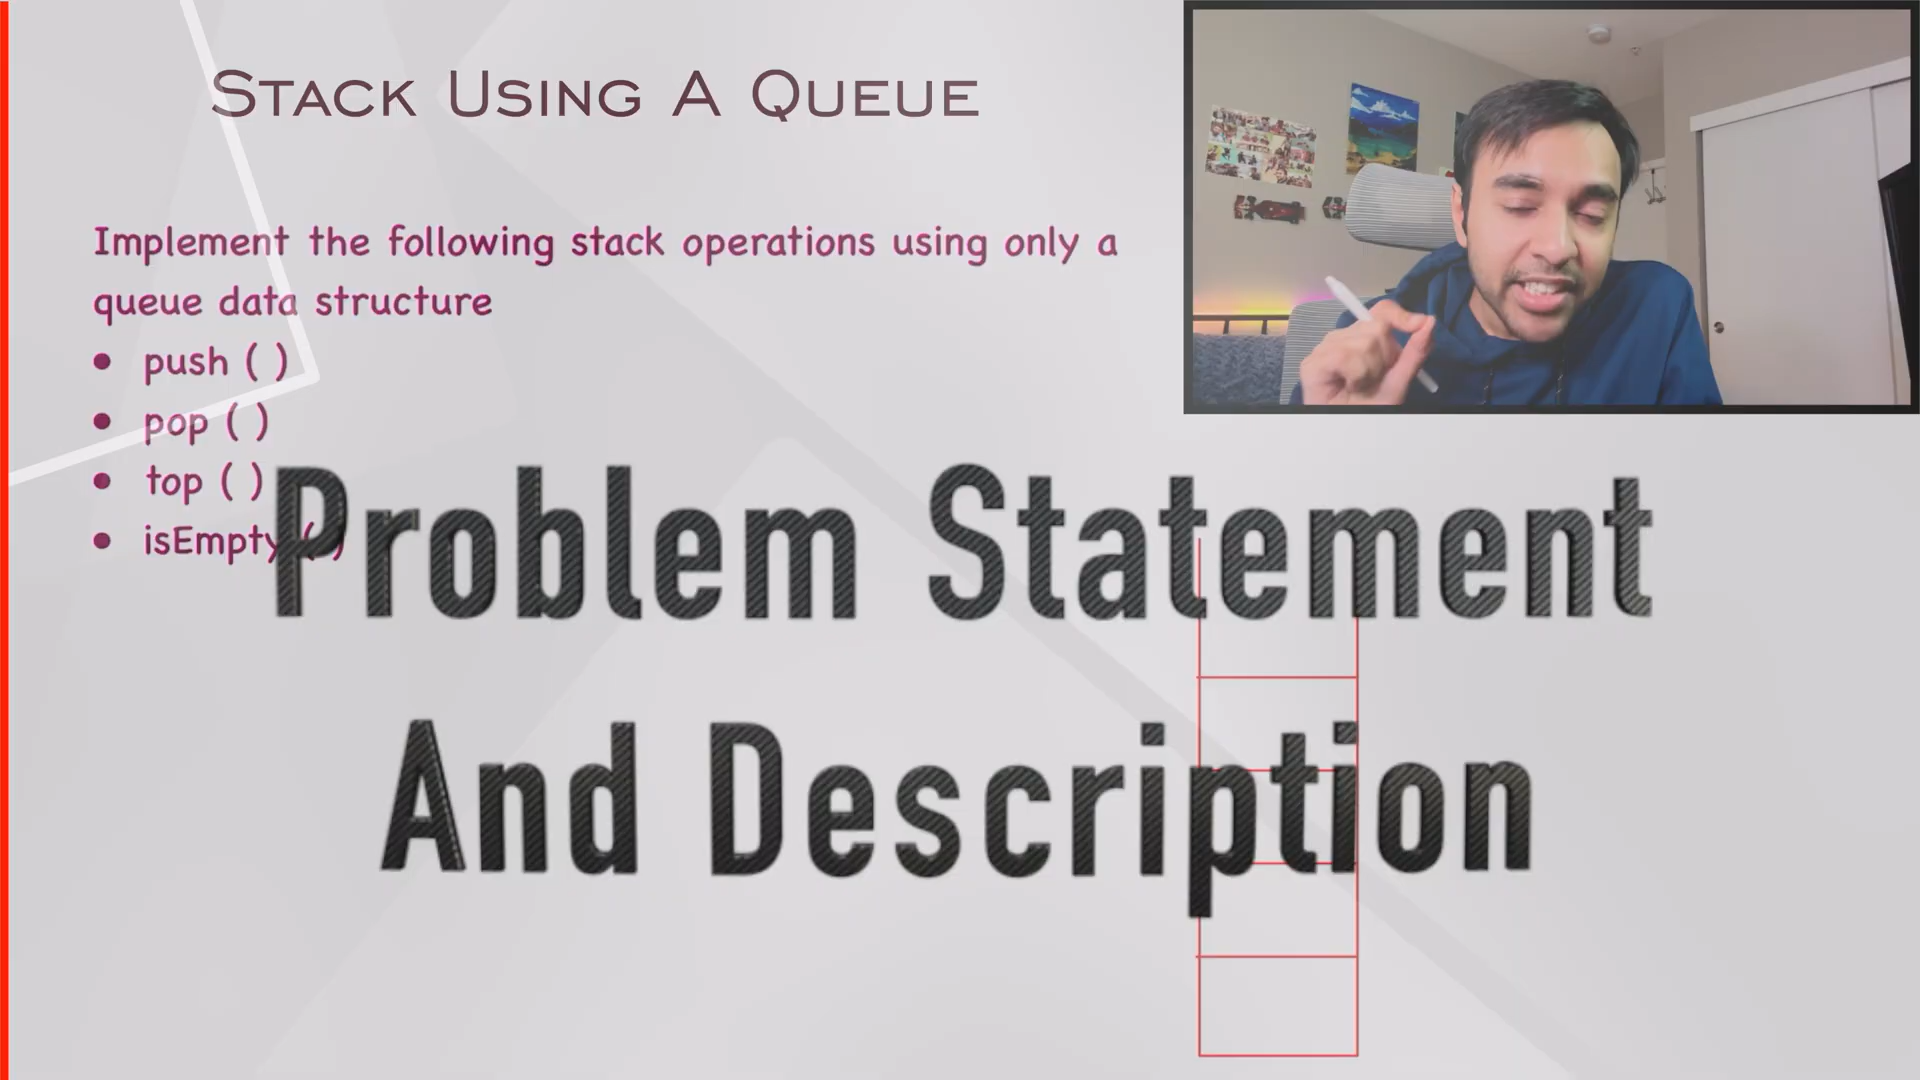 STACK USING A QUEUE
Implement the following stack operations using only a
queue data structure
• push ( )
• pop ( )
• top ( )
• isEmpty ( )
Problem Statement
And Description